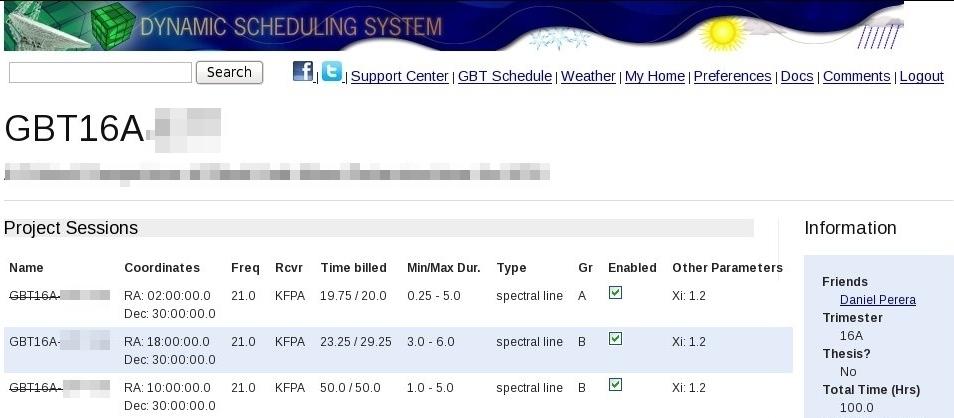 DYNAMIC SCHEDULING SYSTEM
Search | | Support Center | GBT Schedule | Weather | My Home | Preferences | Docs | Comments | Logout
GBT16A-
Project Sessions
Name Coordinates Freq Rcvr Time billed Min/Max Dur. Type Gr Enabled Other Parameters
GBT16A- RA: 02:00:00.0 21.0 KFPA 19.75 / 20.0 0.25 - 5.0 spectral line A Xi: 1.2
Dec: 30:00:00.0
GBT16A- RA: 18:00:00.0 21.0 KFPA 23.25 / 29.25 3.0 - 6.0 spectral line B Xi: 1.2
Dec: 30:00:00.0
GBT16A- RA: 10:00:00.0 21.0 KFPA 50.0 / 50.0 1.0 - 5.0 spectral line B Xi: 1.2
Dec: 30:00:00.0
Information
Friends
Daniel Perera
Trimester
16A
Thesis?
No
Total Time (Hrs)
100.0